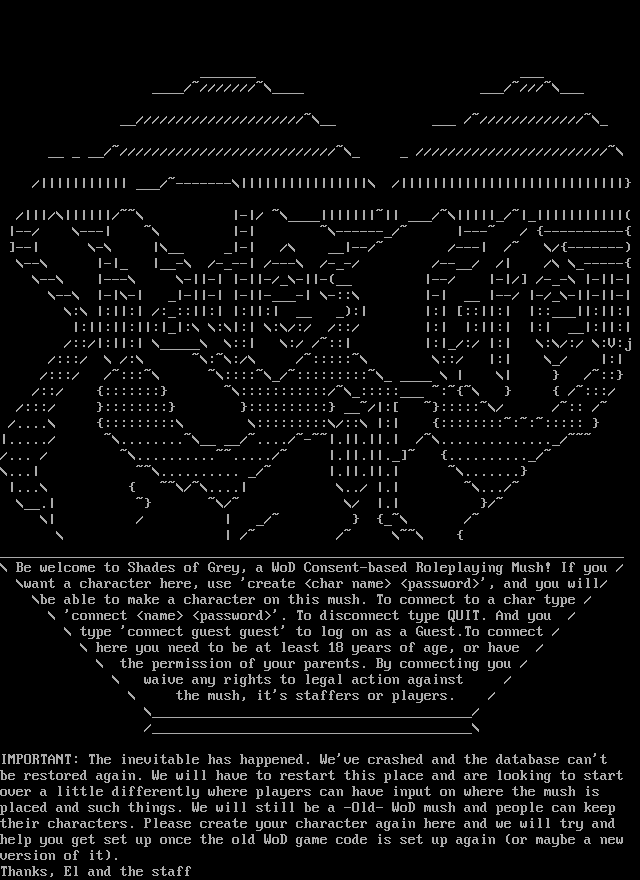 Be welcome to Shades of Grey, a WoD Consent-based Roleplaying Mush! If you
want a character here, use 'create <char name> <password>', and you will
be able to make a character on this mush. To connect to a char type
'connect <name> <password>'. To disconnect type QUIT. And you
type 'connect guest guest' to log on as a Guest.To connect
here you need to be at least 18 years of age, or have
the permission of your parents. By connecting you
waive any rights to legal action against
the mush, it's staffers or players.
IMPORTANT: The inevitable has happened. We've crashed and the database can't
be restored again. We will have to restart this place and are looking to start
over a little differently where players can have input on where the mush is
placed and such things. We will still be a -Old- WoD mush and people can keep
their characters. Please create your character again here and we will try and
help you get set up once the old WoD game code is set up again (or maybe a new
version of it).
Thanks, El and the staff